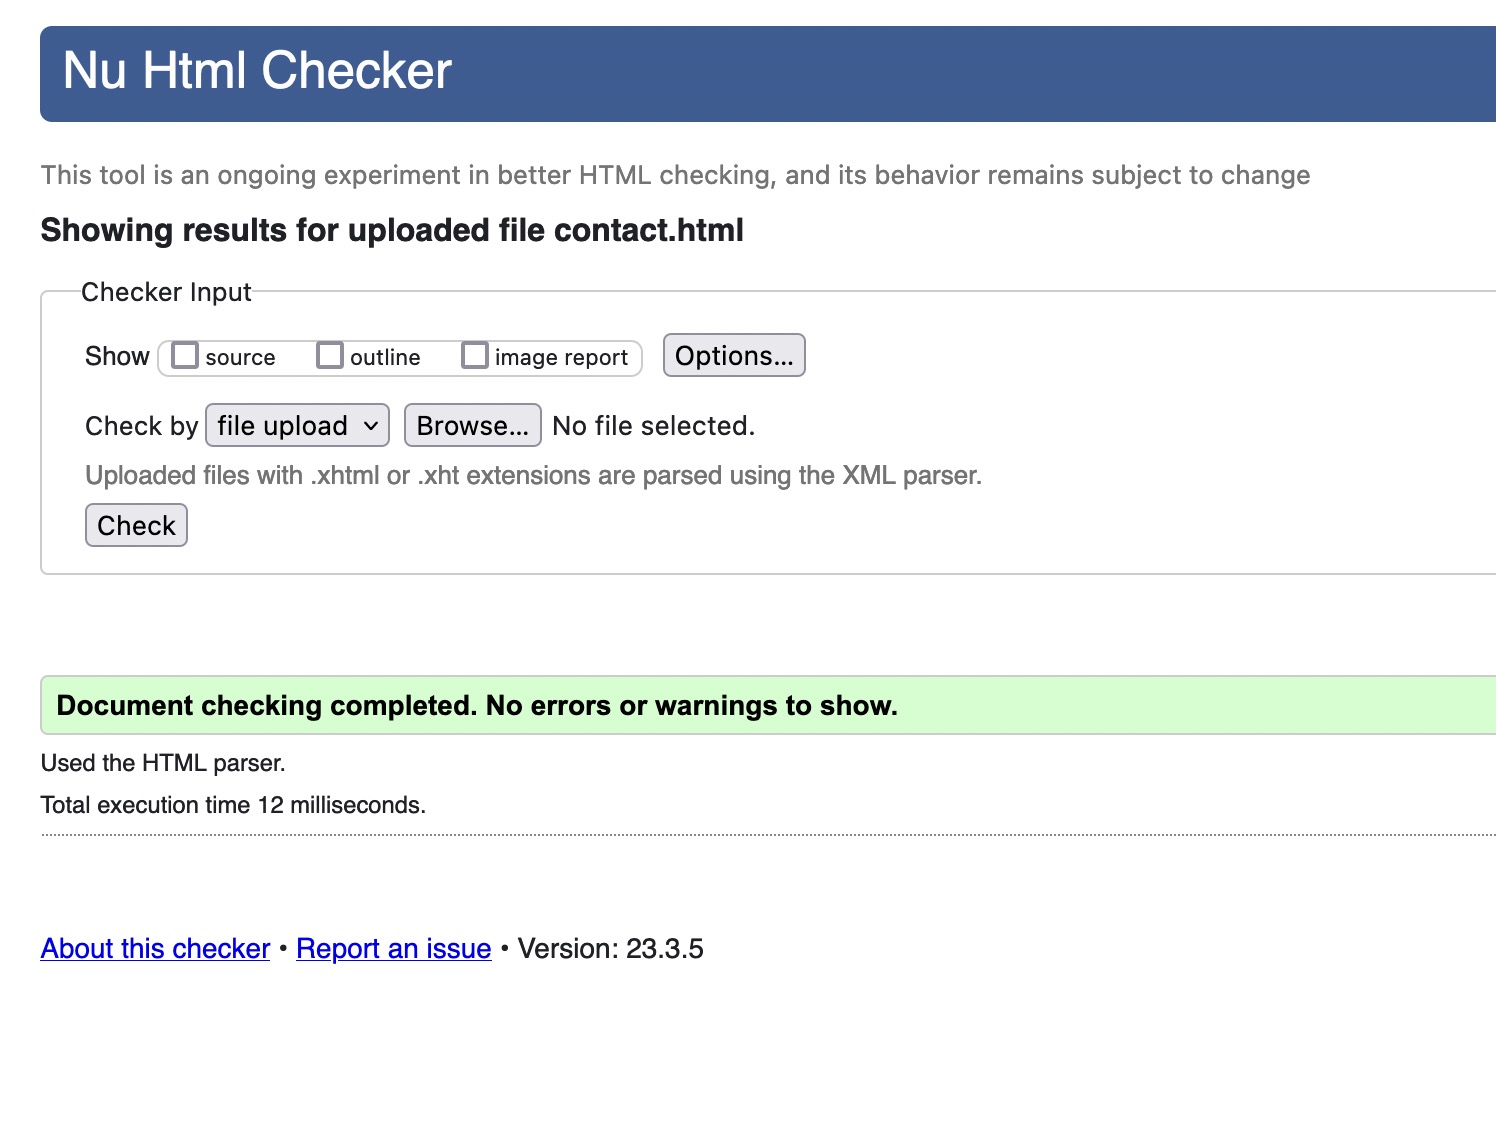 Nu Html Checker
This tool is an ongoing experiment in better HTML checking, and its behavior remains subject to change
Showing results for uploaded file contact.html
Checker Input
Show source outline image report Options...
Check by file upload Browse... No file selected.
Uploaded files with .xhtml or .xht extensions are parsed using the XML parser.
Check
Document checking completed. No errors or warnings to show.
Used the HTML parser.
Total execution time 12 milliseconds.
About this checker • Report an issue • Version: 23.3.5